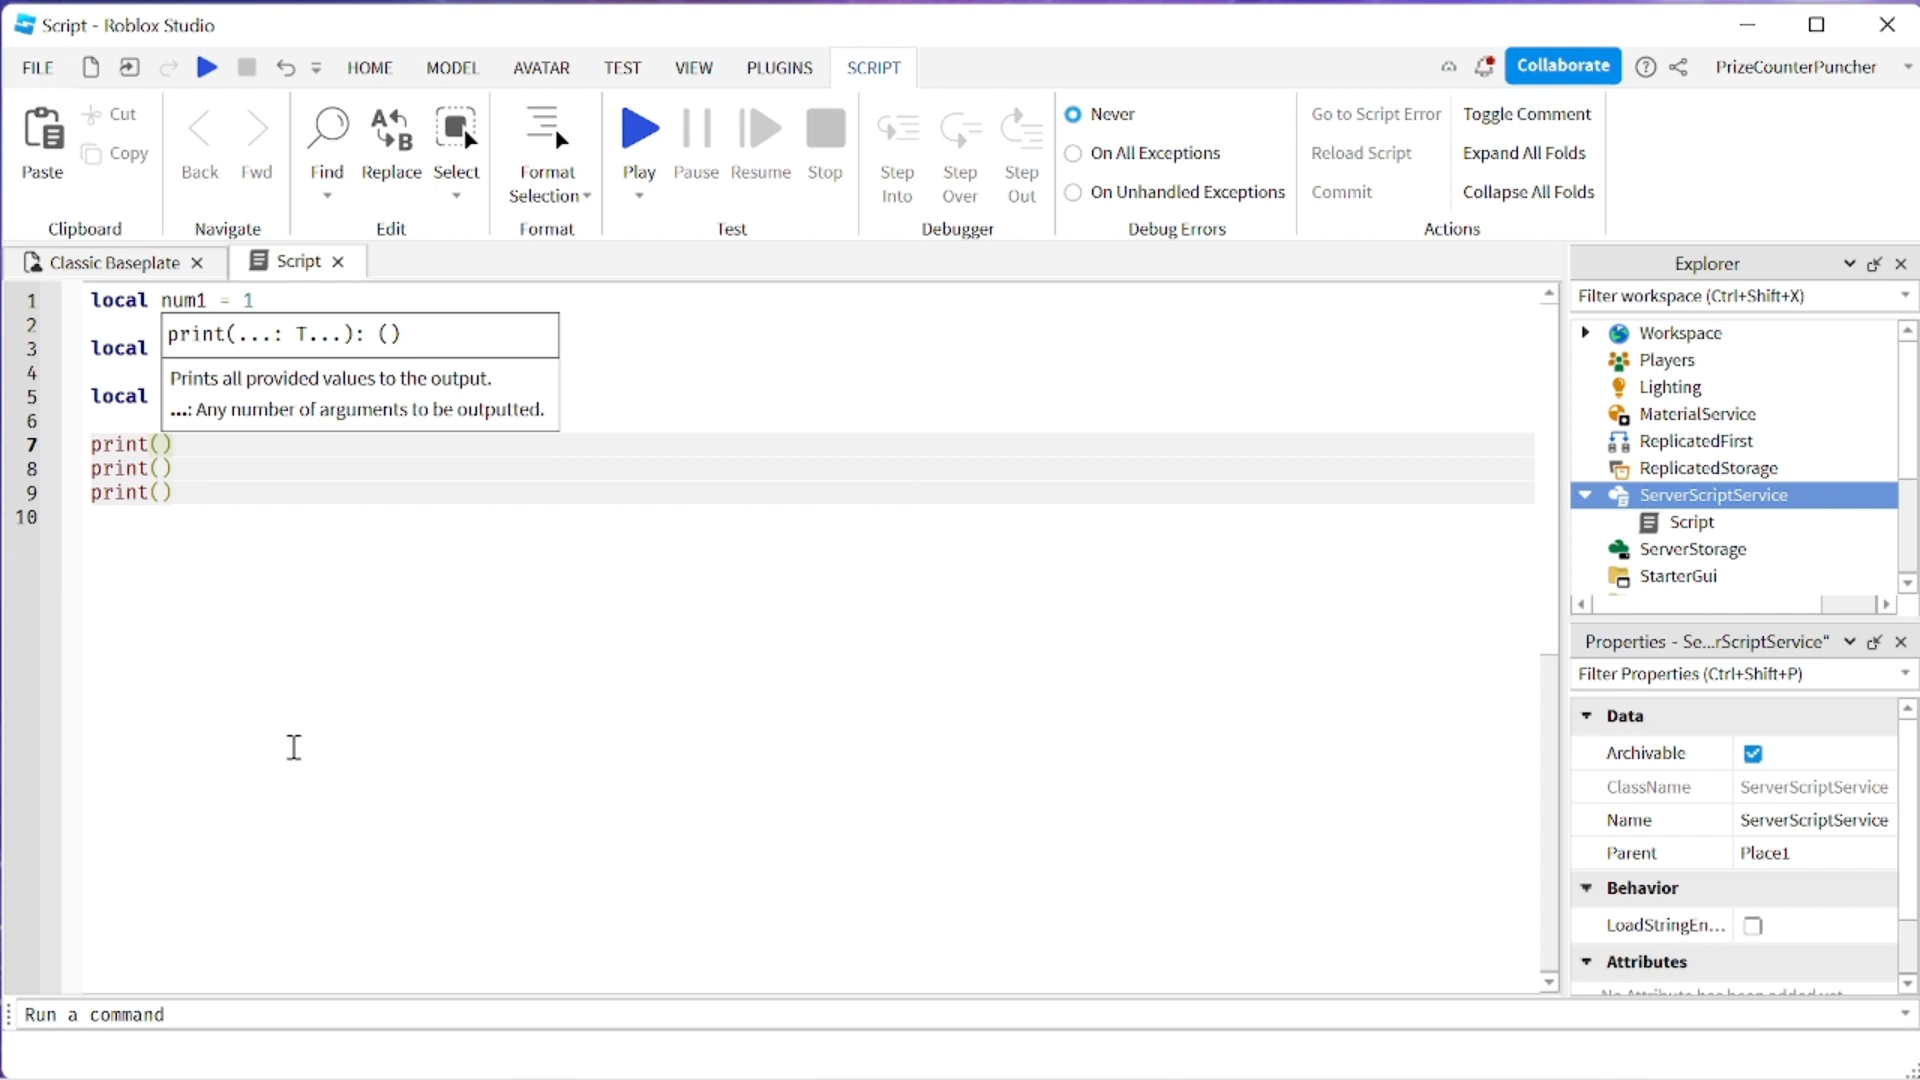 Script - Roblox Studio
FILE HOME MODEL AVATAR TEST VIEW PLUGINS SCRIPT Collaborate PrizeCounterPuncher
Paste Cut Copy
Clipboard
Back Fwd
Navigate
Find Replace Select
Edit
Format Selection
Format
Play Pause Resume Stop
Test
Step Into Step Over Step Out
Debugger
Never
On All Exceptions
On Unhandled Exceptions
Debug Errors
Go to Script Error Toggle Comment
Reload Script Expand All Folds
Commit Collapse All Folds
Actions
Classic Baseplate Script
1 local num1 = 1
2
3 local
4
5 local
6
7 print()
8 print()
9 print()
10
print(...: T...): ()
Prints all provided values to the output.
...: Any number of arguments to be outputted.
Explorer
Filter workspace (Ctrl+Shift+X)
Workspace
Players
Lighting
MaterialService
ReplicatedFirst
ReplicatedStorage
ServerScriptService
Script
ServerStorage
StarterGui
Properties - Se...rScriptService"
Filter Properties (Ctrl+Shift+P)
Data
Archivable
ClassName ServerScriptService
Name ServerScriptService
Parent Place1
Behavior
LoadStringEn...
Attributes
Run a command